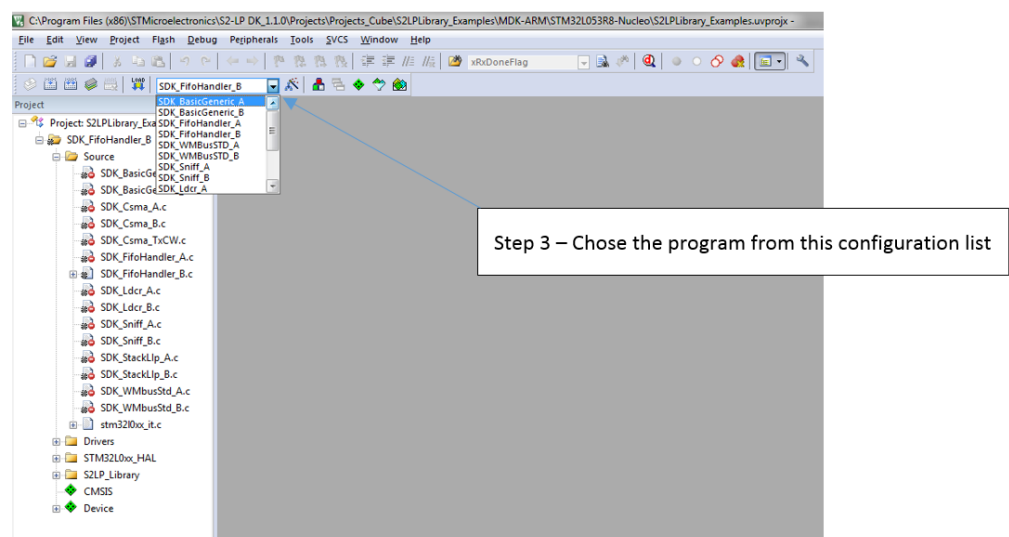 C:\Program Files (x86)\STMicroelectronics\S2-LP DK_1.1.0\Projects\Projects_Cube\S2LPLibrary_Examples\MDK-ARM\STM32L053R8-Nucleo\S2LPLibrary_Examples.uvprojx -
File Edit View Project Flash Debug Peripherals Tools SVCS Window Help
xRxDoneFlag
LOAD SDK_FifoHandler_B
Project
SDK_BasicGeneric_A
SDK_BasicGeneric_B
SDK_FifoHandler_A
SDK_FifoHandler_B
SDK_WMBusSTD_A
SDK_WMBusSTD_B
SDK_Sniff_A
SDK_Sniff_B
SDK_Ldcr_A
Project: S2LPLibrary_Exa
SDK_FifoHandler_B
Source
SDK_BasicGe
SDK_BasicGe
SDK_Csma_A.c
SDK_Csma_B.c
SDK_Csma_TxCW.c
SDK_FifoHandler_A.c
SDK_FifoHandler_B.c
SDK_Ldcr_A.c
SDK_Ldcr_B.c
SDK_Sniff_A.c
SDK_Sniff_B.c
SDK_StackLlp_A.c
SDK_StackLlp_B.c
SDK_WMbusStd_A.c
SDK_WMbusStd_B.c
stm32l0xx_it.c
Drivers
STM32L0xx_HAL
S2LP_Library
CMSIS
Device
Step 3 – Chose the program from this configuration list